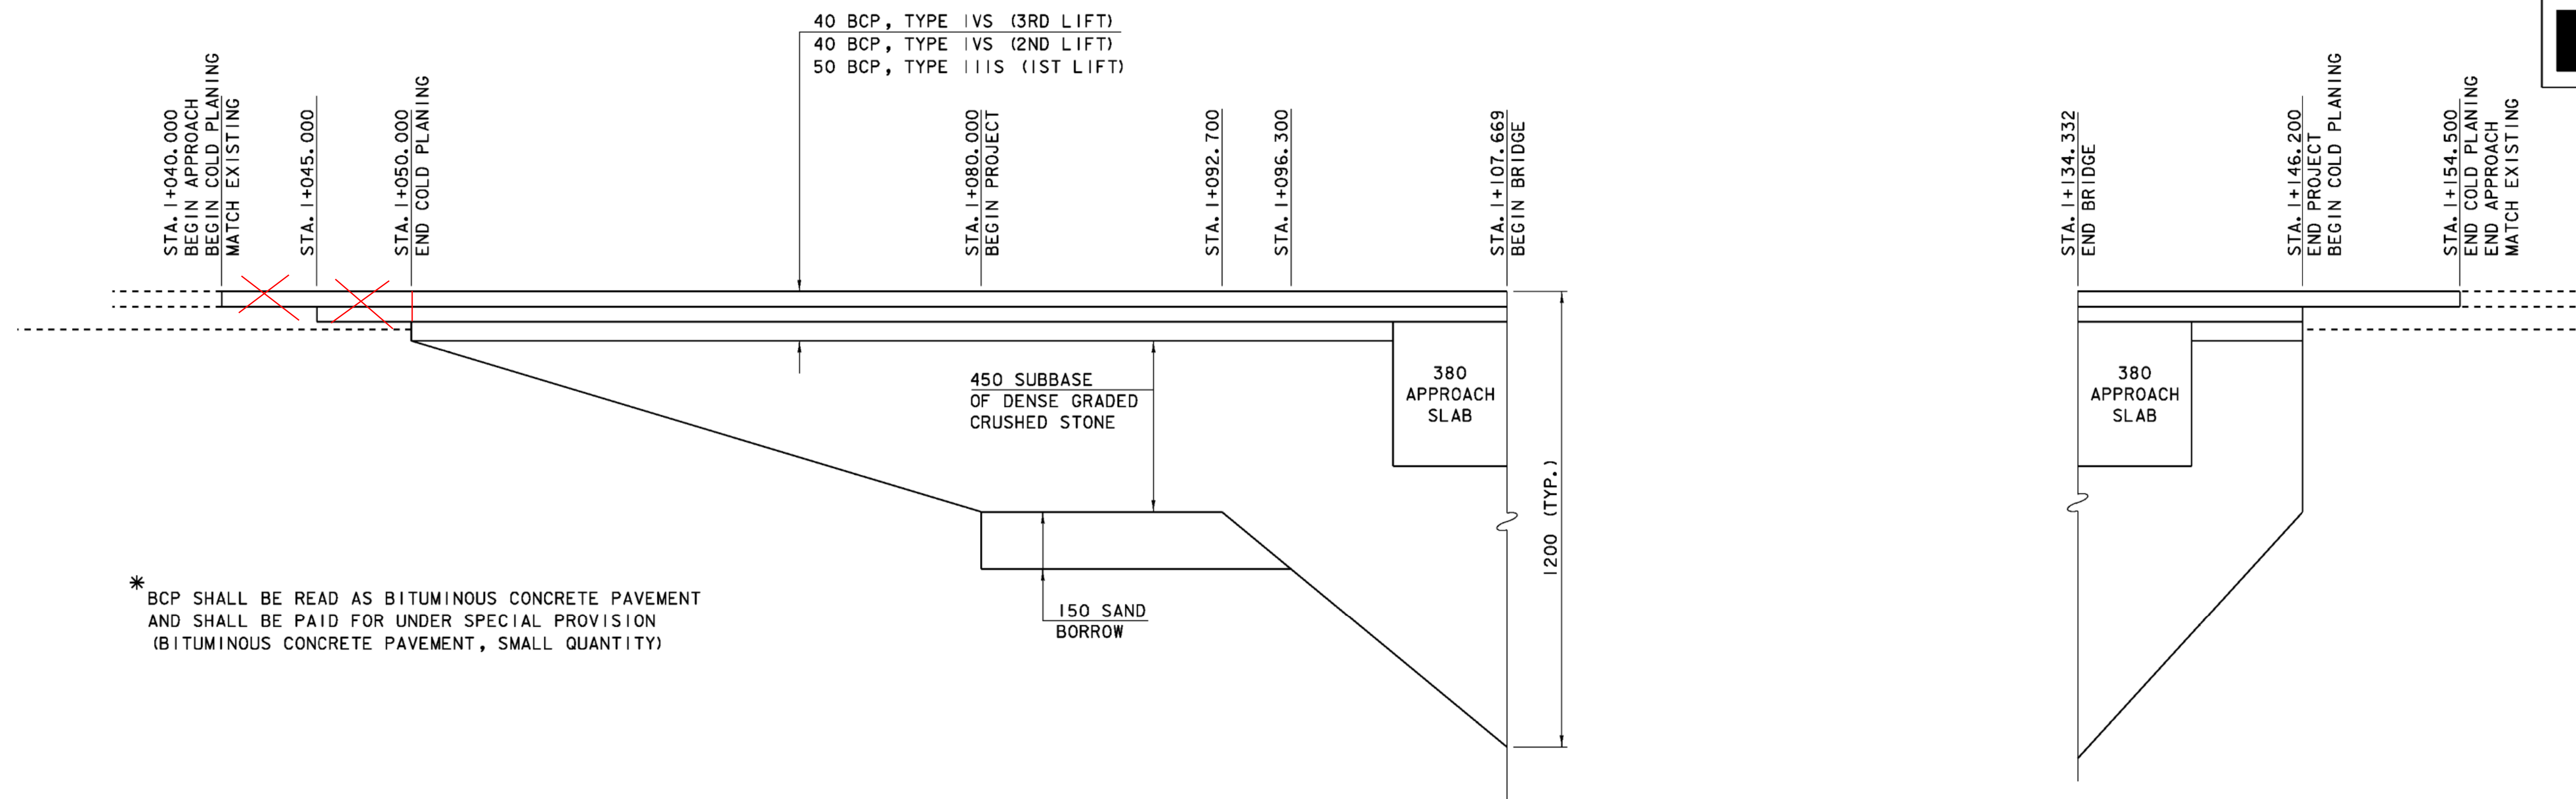 40 BCP, TYPE IVS (3RD LIFT)
40 BCP, TYPE IVS (2ND LIFT)
50 BCP, TYPE IIIS (1ST LIFT)
STA. 1+040.000
BEGIN APPROACH
BEGIN COLD PLANING
MATCH EXISTING
STA. 1+045.000
STA. 1+050.000
END COLD PLANING
STA. 1+080.000
BEGIN PROJECT
STA. 1+092.700
STA. 1+096.300
STA. 1+107.669
BEGIN BRIDGE
STA. 1+134.332
END BRIDGE
STA. 1+146.200
END PROJECT
BEGIN COLD PLANING
STA. 1+154.500
END COLD PLANING
END APPROACH
MATCH EXISTING
450 SUBBASE
OF DENSE GRADED
CRUSHED STONE
380
APPROACH
SLAB
380
APPROACH
SLAB
1200 (TYP.)
150 SAND
BORROW
* BCP SHALL BE READ AS BITUMINOUS CONCRETE PAVEMENT
AND SHALL BE PAID FOR UNDER SPECIAL PROVISION
(BITUMINOUS CONCRETE PAVEMENT, SMALL QUANTITY)